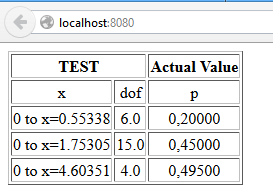 localhost:8080
TEST Actual Value
x dof p
0 to x=0.55338 6.0 0,20000
0 to x=1.75305 15.0 0,45000
0 to x=4.60351 4.0 0,49500